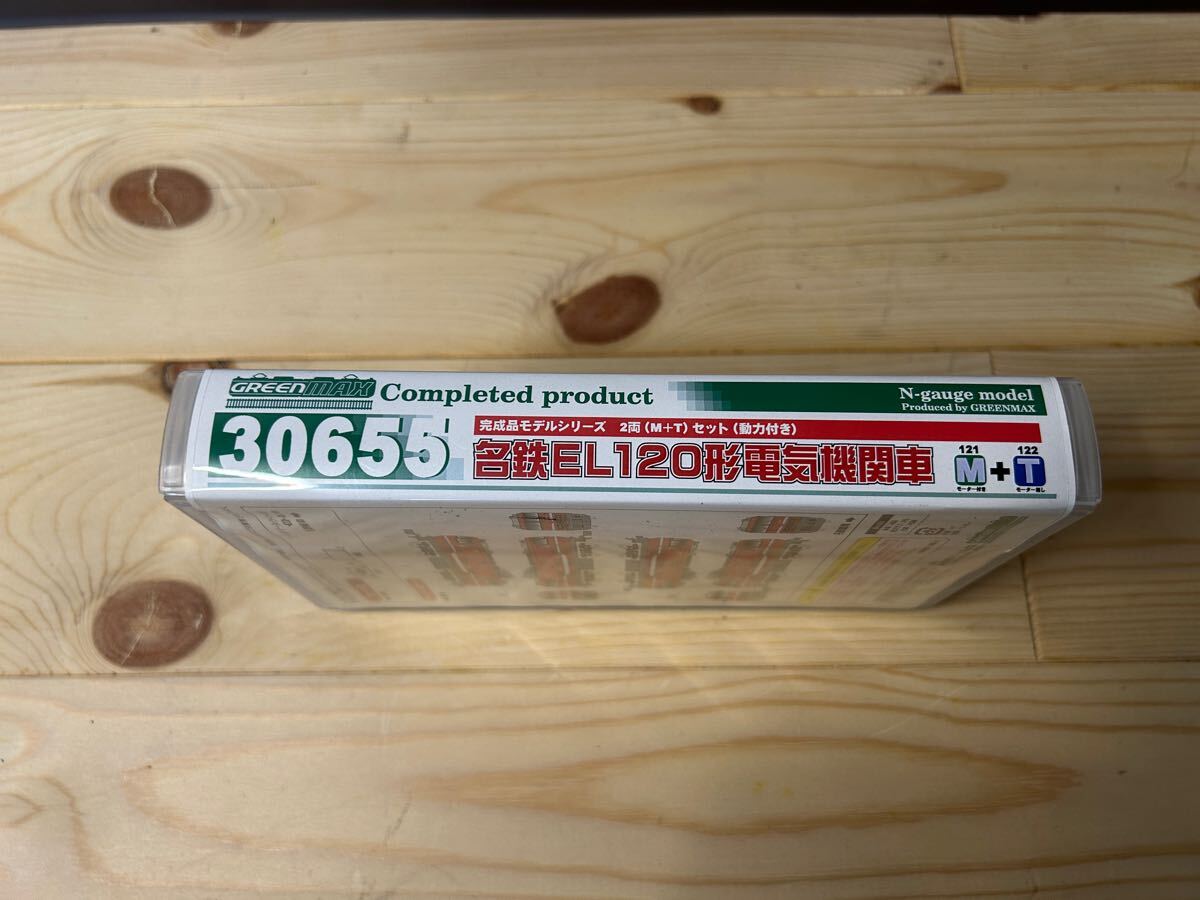 GREENMAX Completed product
N-gauge model
Produced by GREENMAX
30655
完成品モデルシリーズ 2両(M+T)セット(動力付き)
名鉄EL120形電気機関車
121 122
M+T
モーター付き モーター無し